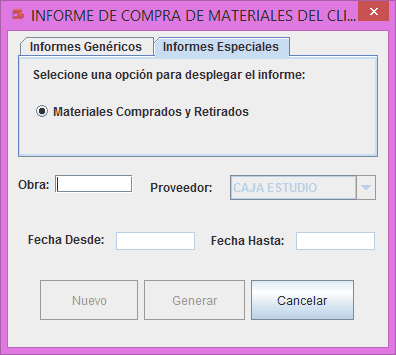 INFORME DE COMPRA DE MATERIALES DEL CLI...
Informes Genéricos Informes Especiales
Selecione una opción para desplegar el informe:
Materiales Comprados y Retirados
Obra: Proveedor: CAJA ESTUDIO
Fecha Desde: Fecha Hasta:
Nuevo Generar Cancelar